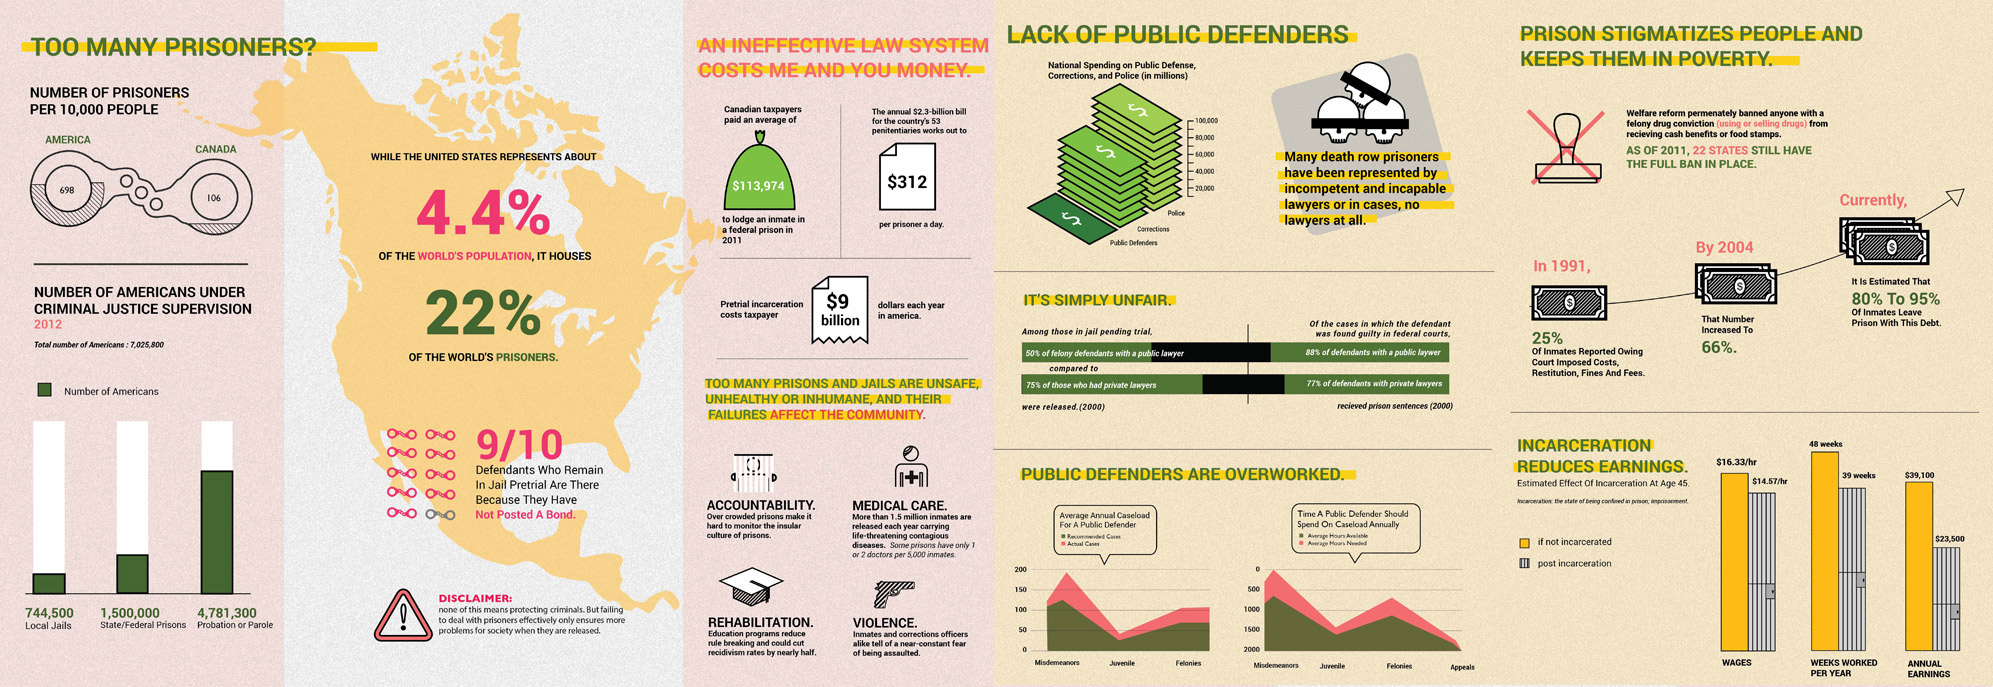 TOO MANY PRISONERS?
NUMBER OF PRISONERS
PER 10,000 PEOPLE
AMERICA
CANADA
698
106
NUMBER OF AMERICANS UNDER
CRIMINAL JUSTICE SUPERVISION
2012
Total number of Americans : 7,025,800
Number of Americans
744,500
Local Jails
1,500,000
State/Federal Prisons
4,781,300
Probation or Parole
WHILE THE UNITED STATES REPRESENTS ABOUT
4.4%
OF THE WORLD'S POPULATION, IT HOUSES
22%
OF THE WORLD'S PRISONERS.
9/10
Defendants Who Remain
In Jail Pretrial Are There
Because They Have
Not Posted A Bond.
DISCLAIMER:
none of this means protecting criminals. But failing
to deal with prisoners effectively only ensures more
problems for society when they are released.
AN INEFFECTIVE LAW SYSTEM
COSTS ME AND YOU MONEY.
Canadian taxpayers
paid an average of
$113,974
to lodge an inmate in
a federal prison in
2011
The annual $2.3-billion bill
for the country's 53
penitentiaries works out to
$312
per prisoner a day.
Pretrial incarceration
costs taxpayer
$9
billion
dollars each year
in america.
TOO MANY PRISONS AND JAILS ARE UNSAFE,
UNHEALTHY OR INHUMANE, AND THEIR
FAILURES AFFECT THE COMMUNITY.
ACCOUNTABILITY.
Over crowded prisons make it
hard to monitor the insular
culture of prisons.
MEDICAL CARE.
More than 1.5 million inmates are
released each year carrying
life-threatening contagious
diseases. Some prisons have only 1
or 2 doctors per 5,000 inmates.
REHABILITATION.
Education programs reduce
rule breaking and could cut
recidivism rates by nearly half.
VIOLENCE.
Inmates and corrections officers
alike tell of a near-constant fear
of being assaulted.
LACK OF PUBLIC DEFENDERS
National Spending on Public Defense,
Corrections, and Police (in millions)
100,000
80,000
60,000
40,000
20,000
Police
Corrections
Public Defenders
Many death row prisoners
have been represented by
incompetent and incapable
lawyers or in cases, no
lawyers at all.
IT'S SIMPLY UNFAIR.
Among those in jail pending trial,
50% of felony defendants with a public lawyer
compared to
75% of those who had private lawyers
were released.(2000)
Of the cases in which the defendant
was found guilty in federal courts,
88% of defendants with a public laywer
77% of defendants with private lawyers
recieved prison sentences (2000)
PUBLIC DEFENDERS ARE OVERWORKED.
Average Annual Caseload
For A Public Defender
Recommended Cases
Actual Cases
200
150
100
50
0
Misdemeanors
Juvenile
Felonies
Time A Public Defender Should
Spend On Caseload Annually
Average Hours Available
Average Hours Needed
0
500
1000
1500
2000
Misdemeanors
Juvenile
Felonies
Appeals
PRISON STIGMATIZES PEOPLE AND
KEEPS THEM IN POVERTY.
Welfare reform permenately banned anyone with a
felony drug conviction (using or selling drugs) from
recieving cash benefits or food stamps.
AS OF 2011, 22 STATES STILL HAVE
THE FULL BAN IN PLACE.
In 1991,
25%
Of Inmates Reported Owing
Court Imposed Costs,
Restitution, Fines And Fees.
By 2004
That Number
Increased To
66%.
Currently,
It Is Estimated That
80% To 95%
Of Inmates Leave
Prison With This Debt.
INCARCERATION
REDUCES EARNINGS.
Estimated Effect Of Incarceration At Age 45.
Incarceration: the state of being confined in prison, imprisonment.
if not incarcerated
post incarceration
$16.33/hr
$14.57/hr
WAGES
48 weeks
39 weeks
WEEKS WORKED
PER YEAR
$39,100
$23,500
ANNUAL
EARNINGS